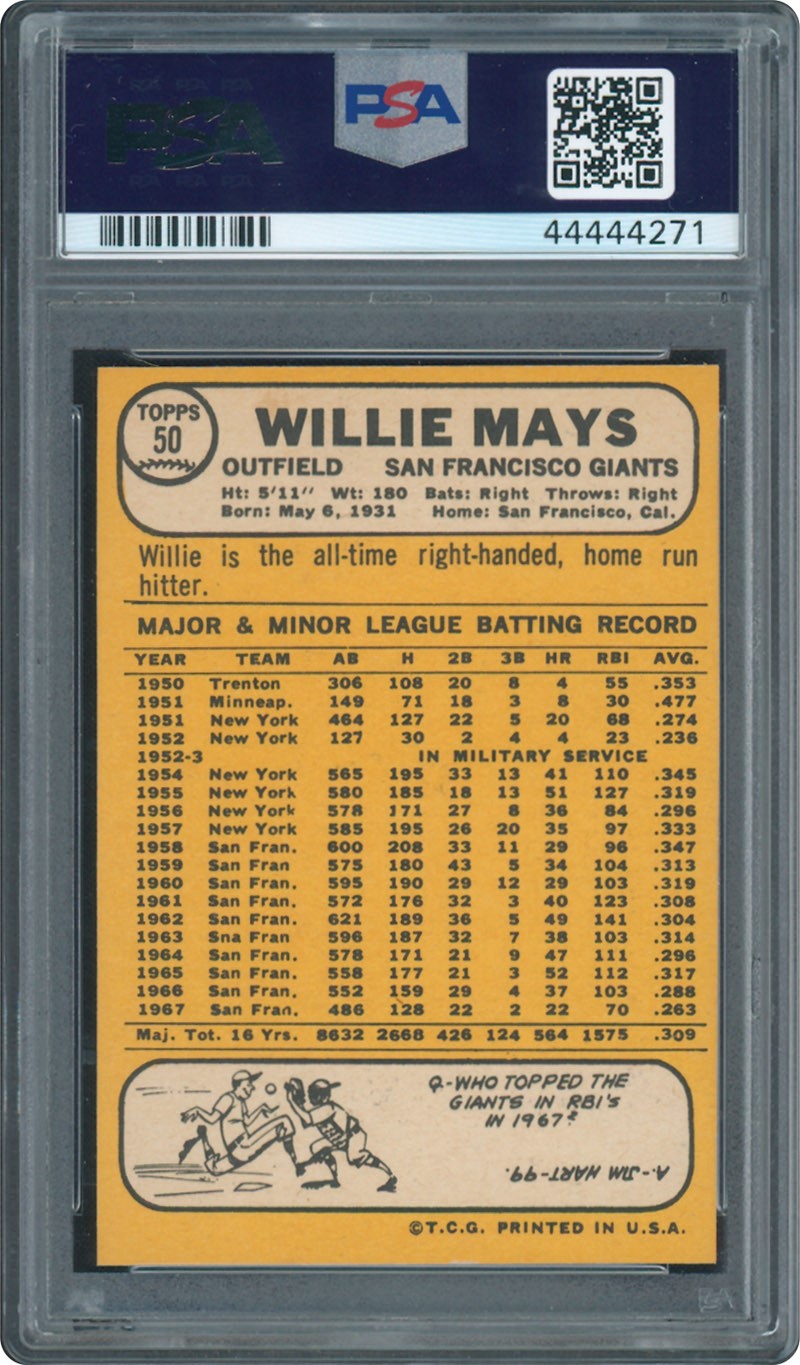 PSA PSA PSA
PSA
PSA PSA PSA
PSA
44444271
TOPPS
50
WILLIE MAYS
OUTFIELD SAN FRANCISCO GIANTS
Ht: 5'11" Wt: 180 Bats: Right Throws: Right
Born: May 6, 1931 Home: San Francisco, Cal.
Willie is the all-time right-handed, home run
hitter.
MAJOR & MINOR LEAGUE BATTING RECORD
YEAR TEAM AB H 2B 3B HR RBI AVG.
1950 Trenton 306 108 20 8 4 55 .353
1951 Minneap. 149 71 18 3 8 30 .477
1951 New York 464 127 22 5 20 68 .274
1952 New York 127 30 2 4 4 23 .236
1952-3 IN MILITARY SERVICE
1954 New York 565 195 33 13 41 110 .345
1955 New York 580 185 18 13 51 127 .319
1956 New York 578 171 27 8 36 84 .296
1957 New York 585 195 26 20 35 97 .333
1958 San Fran. 600 208 33 11 29 96 .347
1959 San Fran 575 180 43 5 34 104 .313
1960 San Fran. 595 190 29 12 29 103 .319
1961 San Fran. 572 176 32 3 40 123 .308
1962 San Fran. 621 189 36 5 49 141 .304
1963 Sna Fran 596 187 32 7 38 103 .314
1964 San Fran. 578 171 21 9 47 111 .296
1965 San Fran. 558 177 21 3 52 112 .317
1966 San Fran. 552 159 29 4 37 103 .288
1967 San Fran. 486 128 22 2 22 70 .263
Maj. Tot. 16 Yrs. 8632 2668 426 124 564 1575 .309
Q-WHO TOPPED THE
GIANTS IN RBI'S
IN 1967?
A-JIM HART-99.
©T.C.G. PRINTED IN U.S.A.